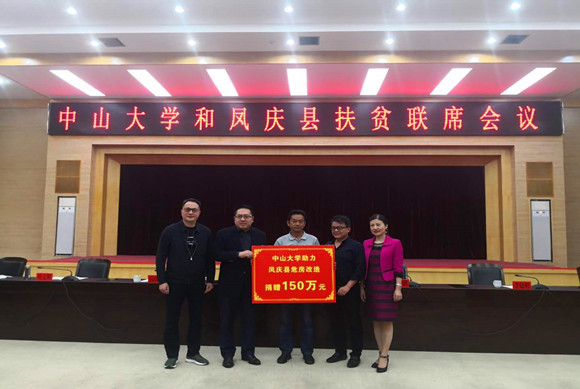 中山大学和凤庆县扶贫联席会议
中山大学助力
凤庆县危房改造
捐赠150万元